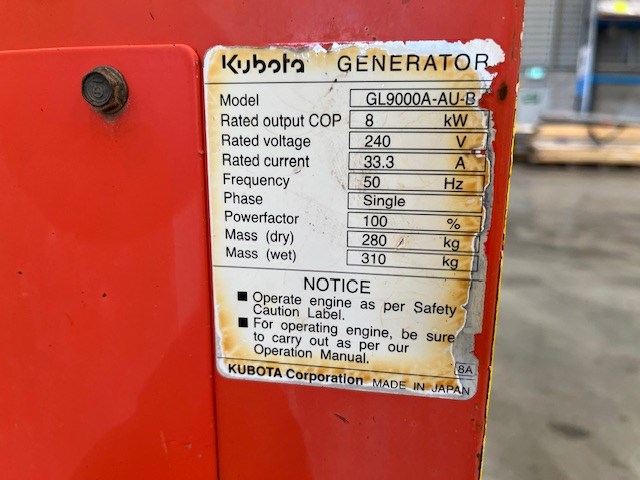 Kubota GENERATOR
Model GL9000A-AU-B
Rated output COP 8 kW
Rated voltage 240 V
Rated current 33.3 A
Frequency 50 Hz
Phase Single
Powerfactor 100 %
Mass (dry) 280 kg
Mass (wet) 310 kg
NOTICE
■ Operate engine as per Safety
Caution Label.
■ For operating engine, be sure
to carry out as per our
Operation Manual.
8A
KUBOTA Corporation MADE IN JAPAN